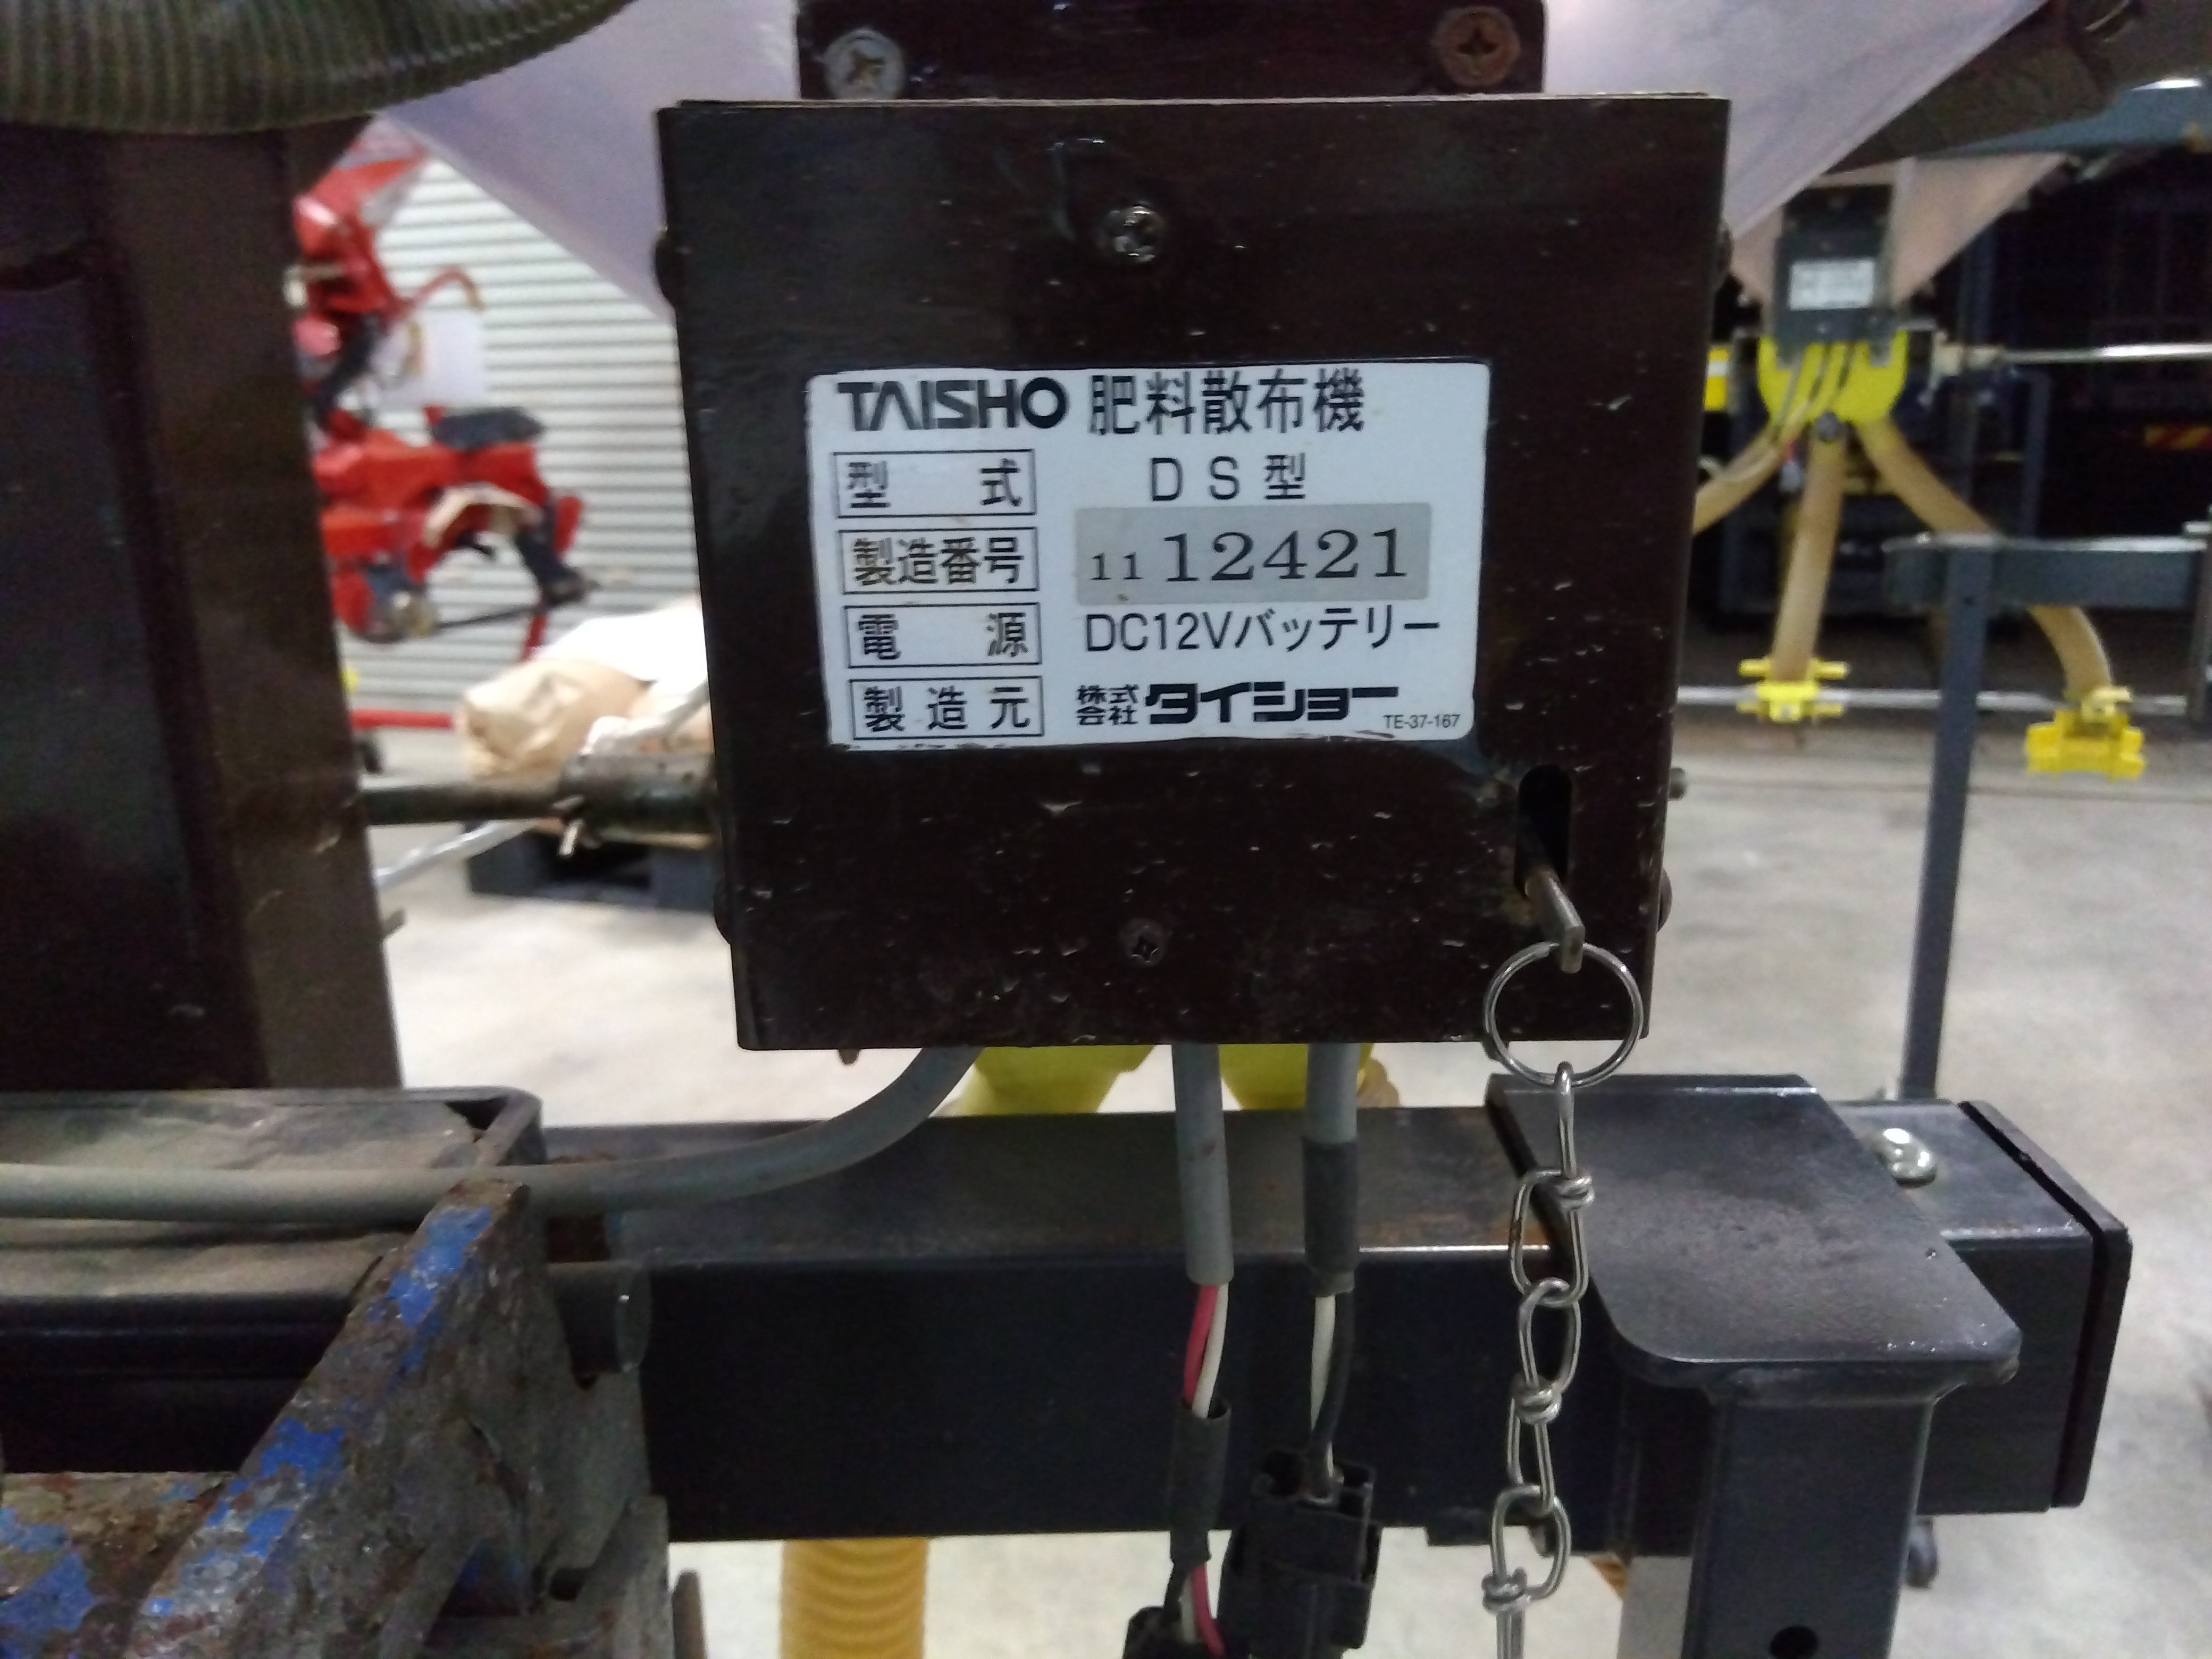 TAISHO 肥料散布機
型式 DS型
製造番号 11 12421
電源 DC12Vバッテリー
製造元 株式会社タイショー
TE-37-167